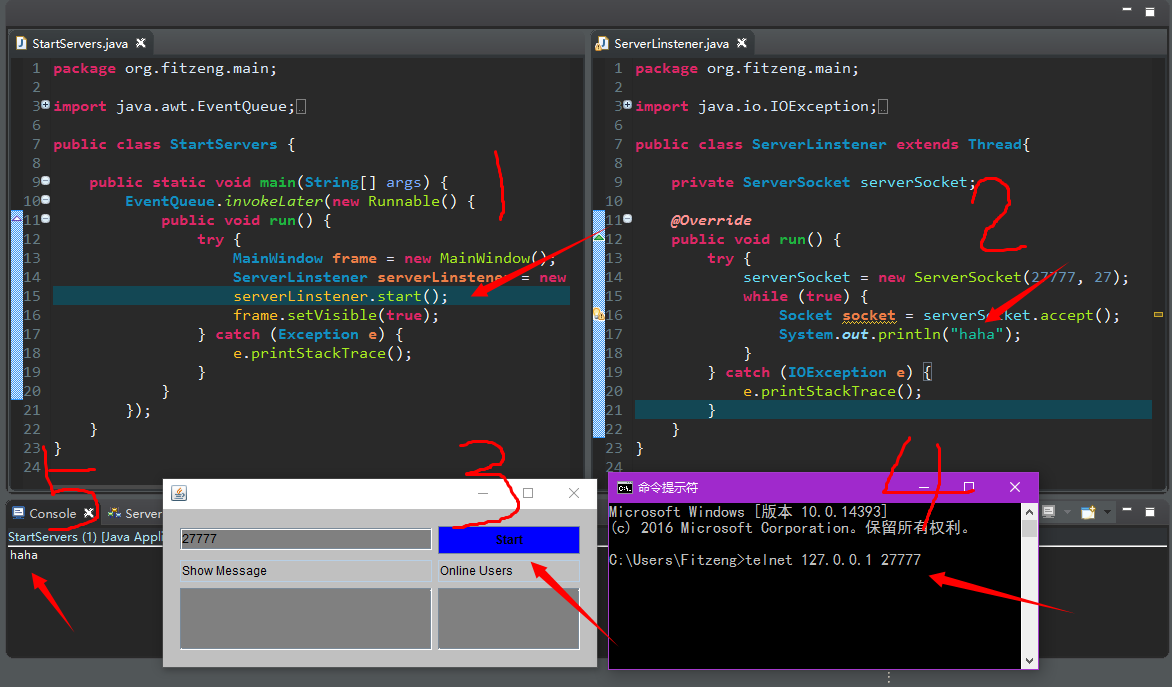 StartServers.java
1 package org.fitzeng.main;
2
3 import java.awt.EventQueue;
6
7 public class StartServers {
8
9 public static void main(String[] args) {
10 EventQueue.invokeLater(new Runnable() {
11 public void run() {
12 try {
13 MainWindow frame = new MainWindow();
14 ServerLinstener serverLinstener = new
15 serverLinstener.start();
16 frame.setVisible(true);
17 } catch (Exception e) {
18 e.printStackTrace();
19 }
20 }
21 });
22 }
23 }
24
1
ServerLinstener.java
1 package org.fitzeng.main;
2
3 import java.io.IOException;
6
7 public class ServerLinstener extends Thread{
8
9 private ServerSocket serverSocket;
10
11 @Override
12 public void run() {
13 try {
14 serverSocket = new ServerSocket(27777, 27);
15 while (true) {
16 Socket socket = serverSocket.accept();
17 System.out.println("haha");
18 }
19 } catch (IOException e) {
20 e.printStackTrace();
21 }
22 }
23 }
24
2
5
Console
Server
StartServers (1) [Java Appli
haha
3
27777
Start
Show Message
Online Users
4
命令提示符
Microsoft Windows [版本 10.0.14393]
(c) 2016 Microsoft Corporation。保留所有权利。
C:\Users\Fitzeng>telnet 127.0.0.1 27777